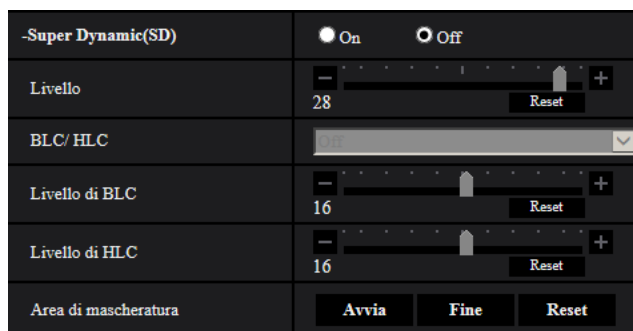 -Super Dynamic(SD) On Off
Livello − +
28 Reset
BLC/ HLC Off
Livello di BLC − +
16 Reset
Livello di HLC − +
16 Reset
Area di mascheratura Avvia Fine Reset